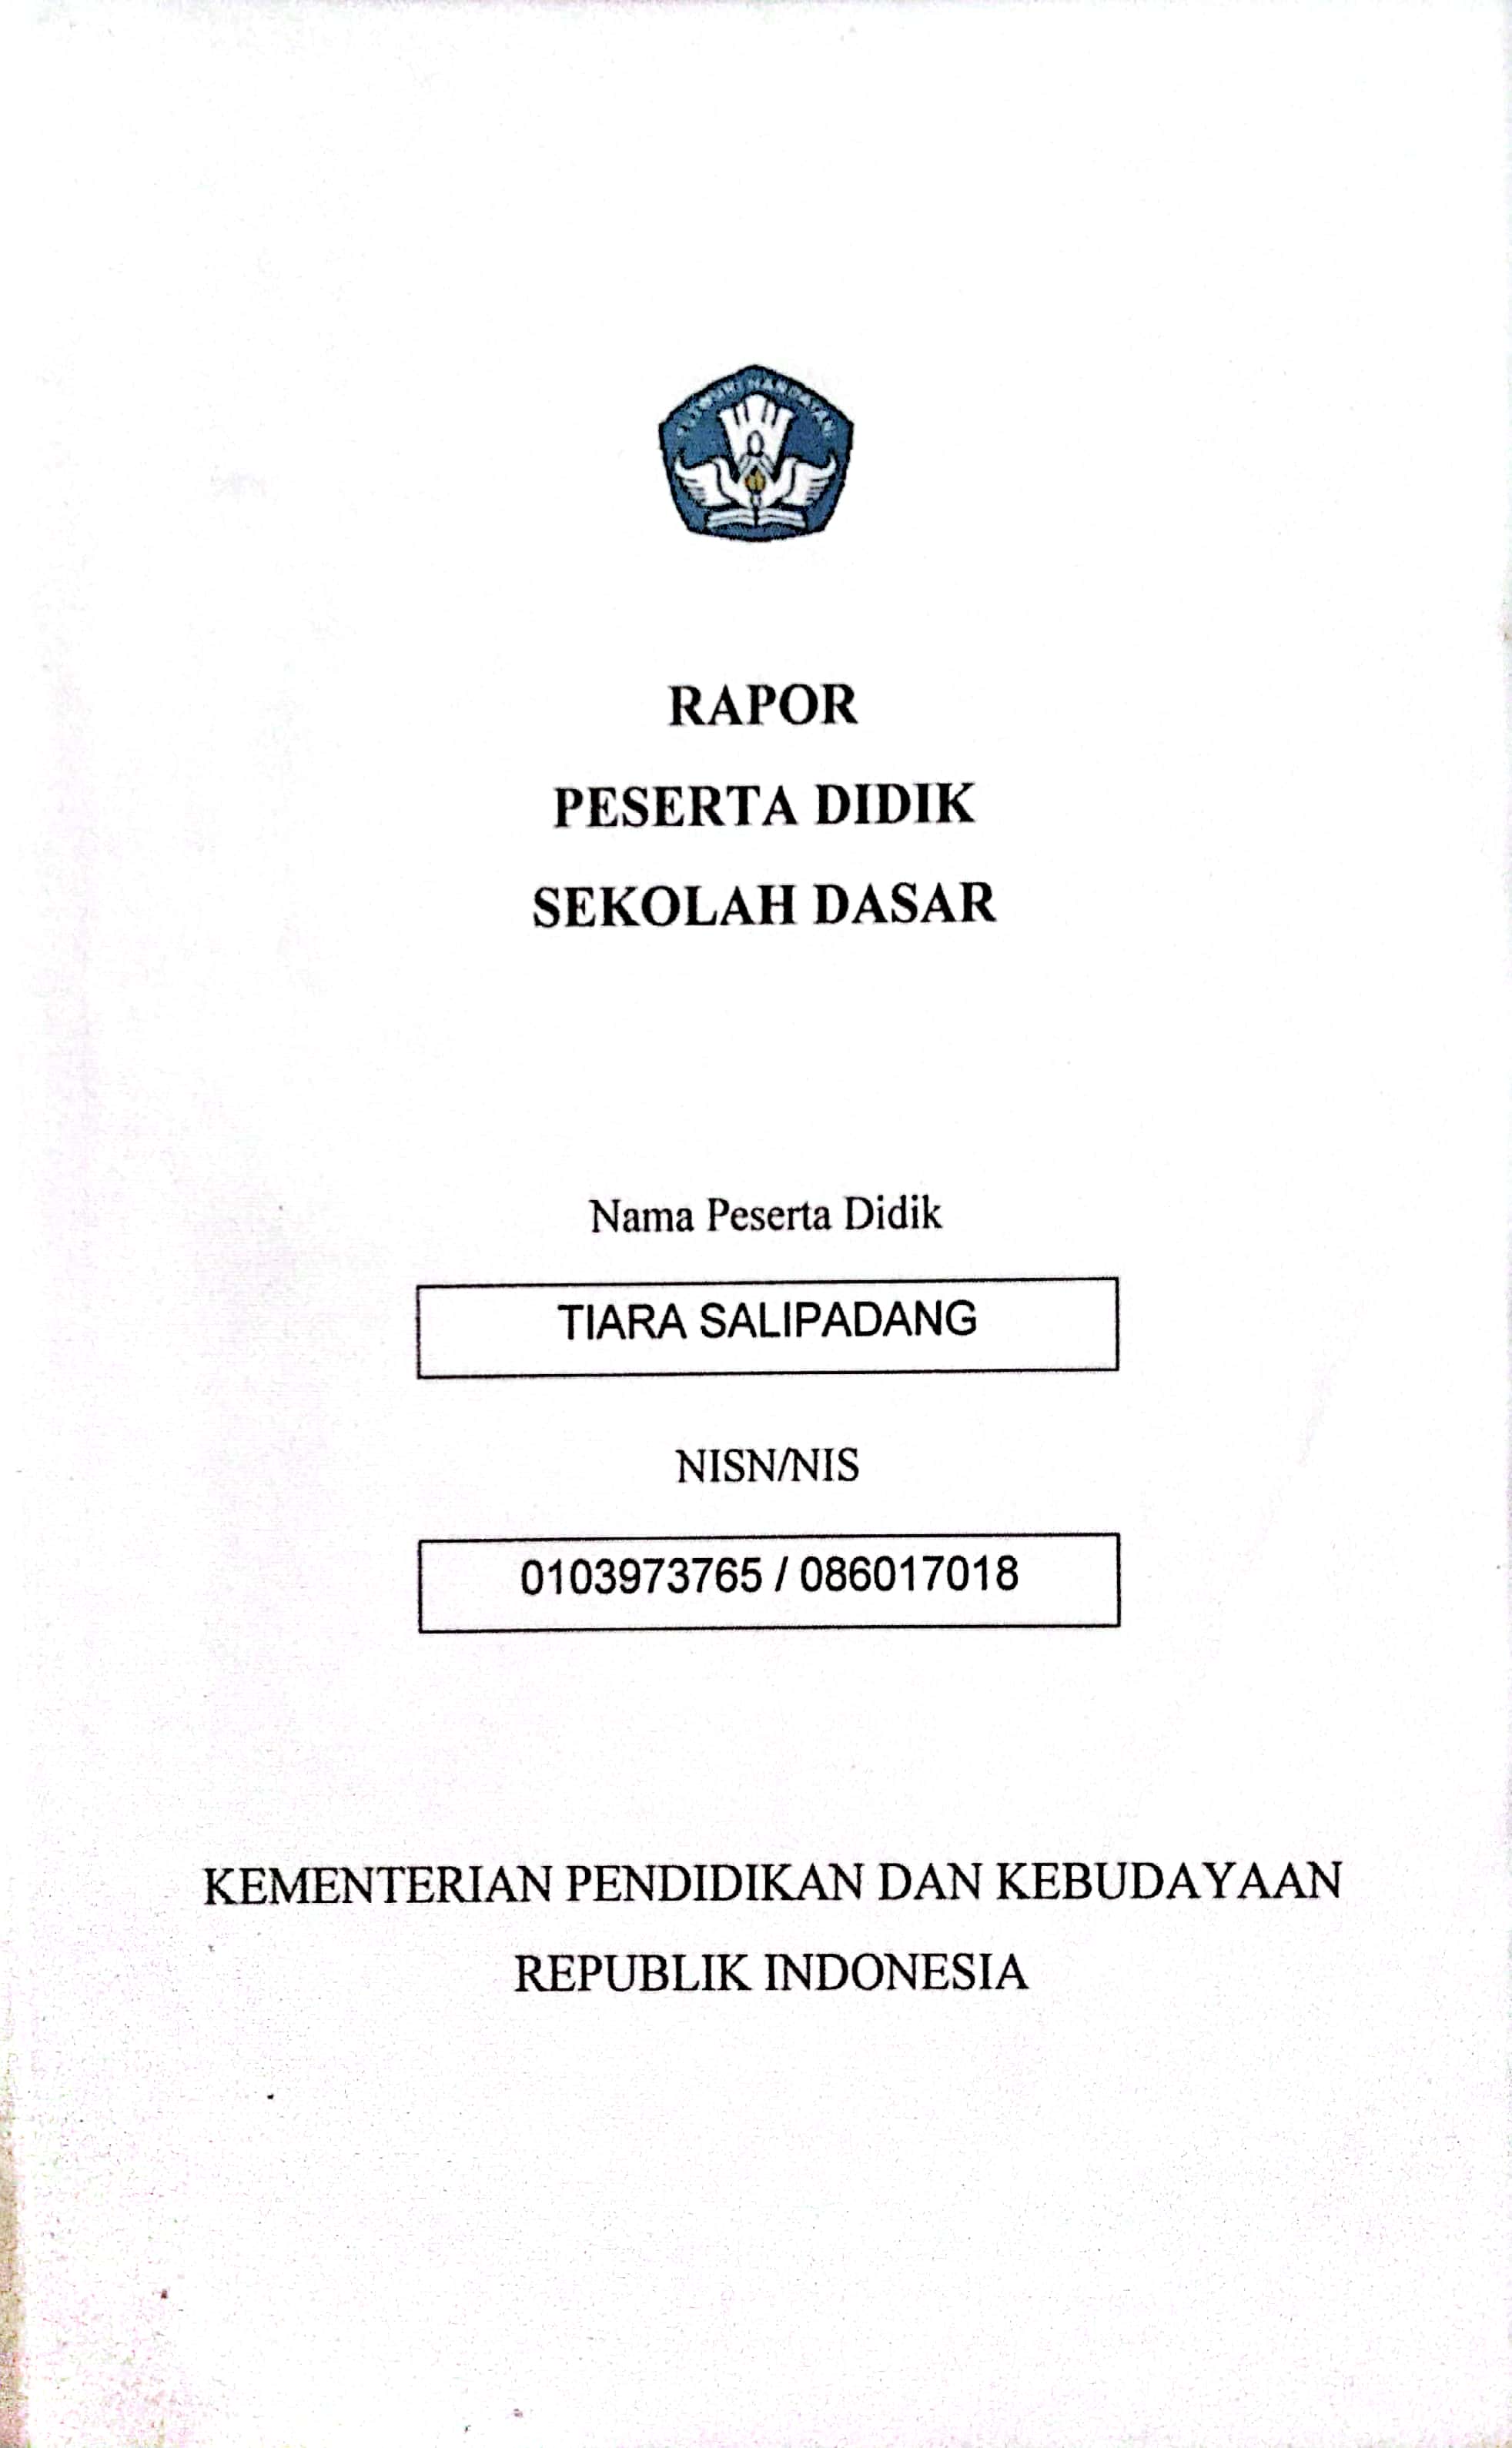 TUT WURI HANDAYANI
RAPOR
PESERTA DIDIK
SEKOLAH DASAR
Nama Peserta Didik
TIARA SALIPADANG
NISN/NIS
0103973765 / 086017018
KEMENTERIAN PENDIDIKAN DAN KEBUDAYAAN
REPUBLIK INDONESIA